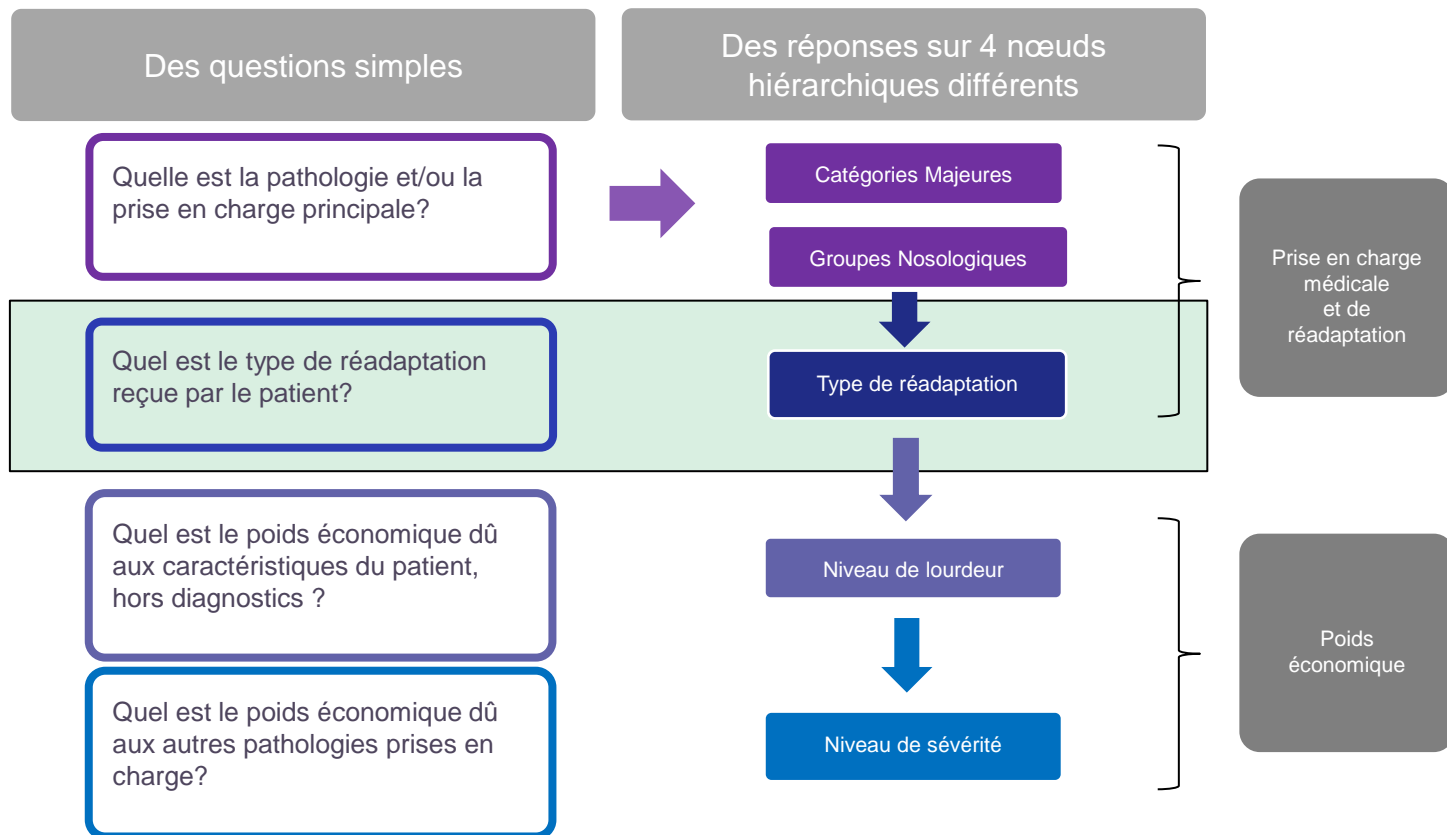 Des questions simples
Des réponses sur 4 nœuds
hiérarchiques différents
Quelle est la pathologie et/ou la
prise en charge principale?
Catégories Majeures
Groupes Nosologiques
Prise en charge
médicale
et de
réadaptation
Quel est le type de réadaptation
reçue par le patient?
Type de réadaptation
Quel est le poids économique dû
aux caractéristiques du patient,
hors diagnostics ?
Niveau de lourdeur
Poids
économique
Quel est le poids économique dû
aux autres pathologies prises en
charge?
Niveau de sévérité